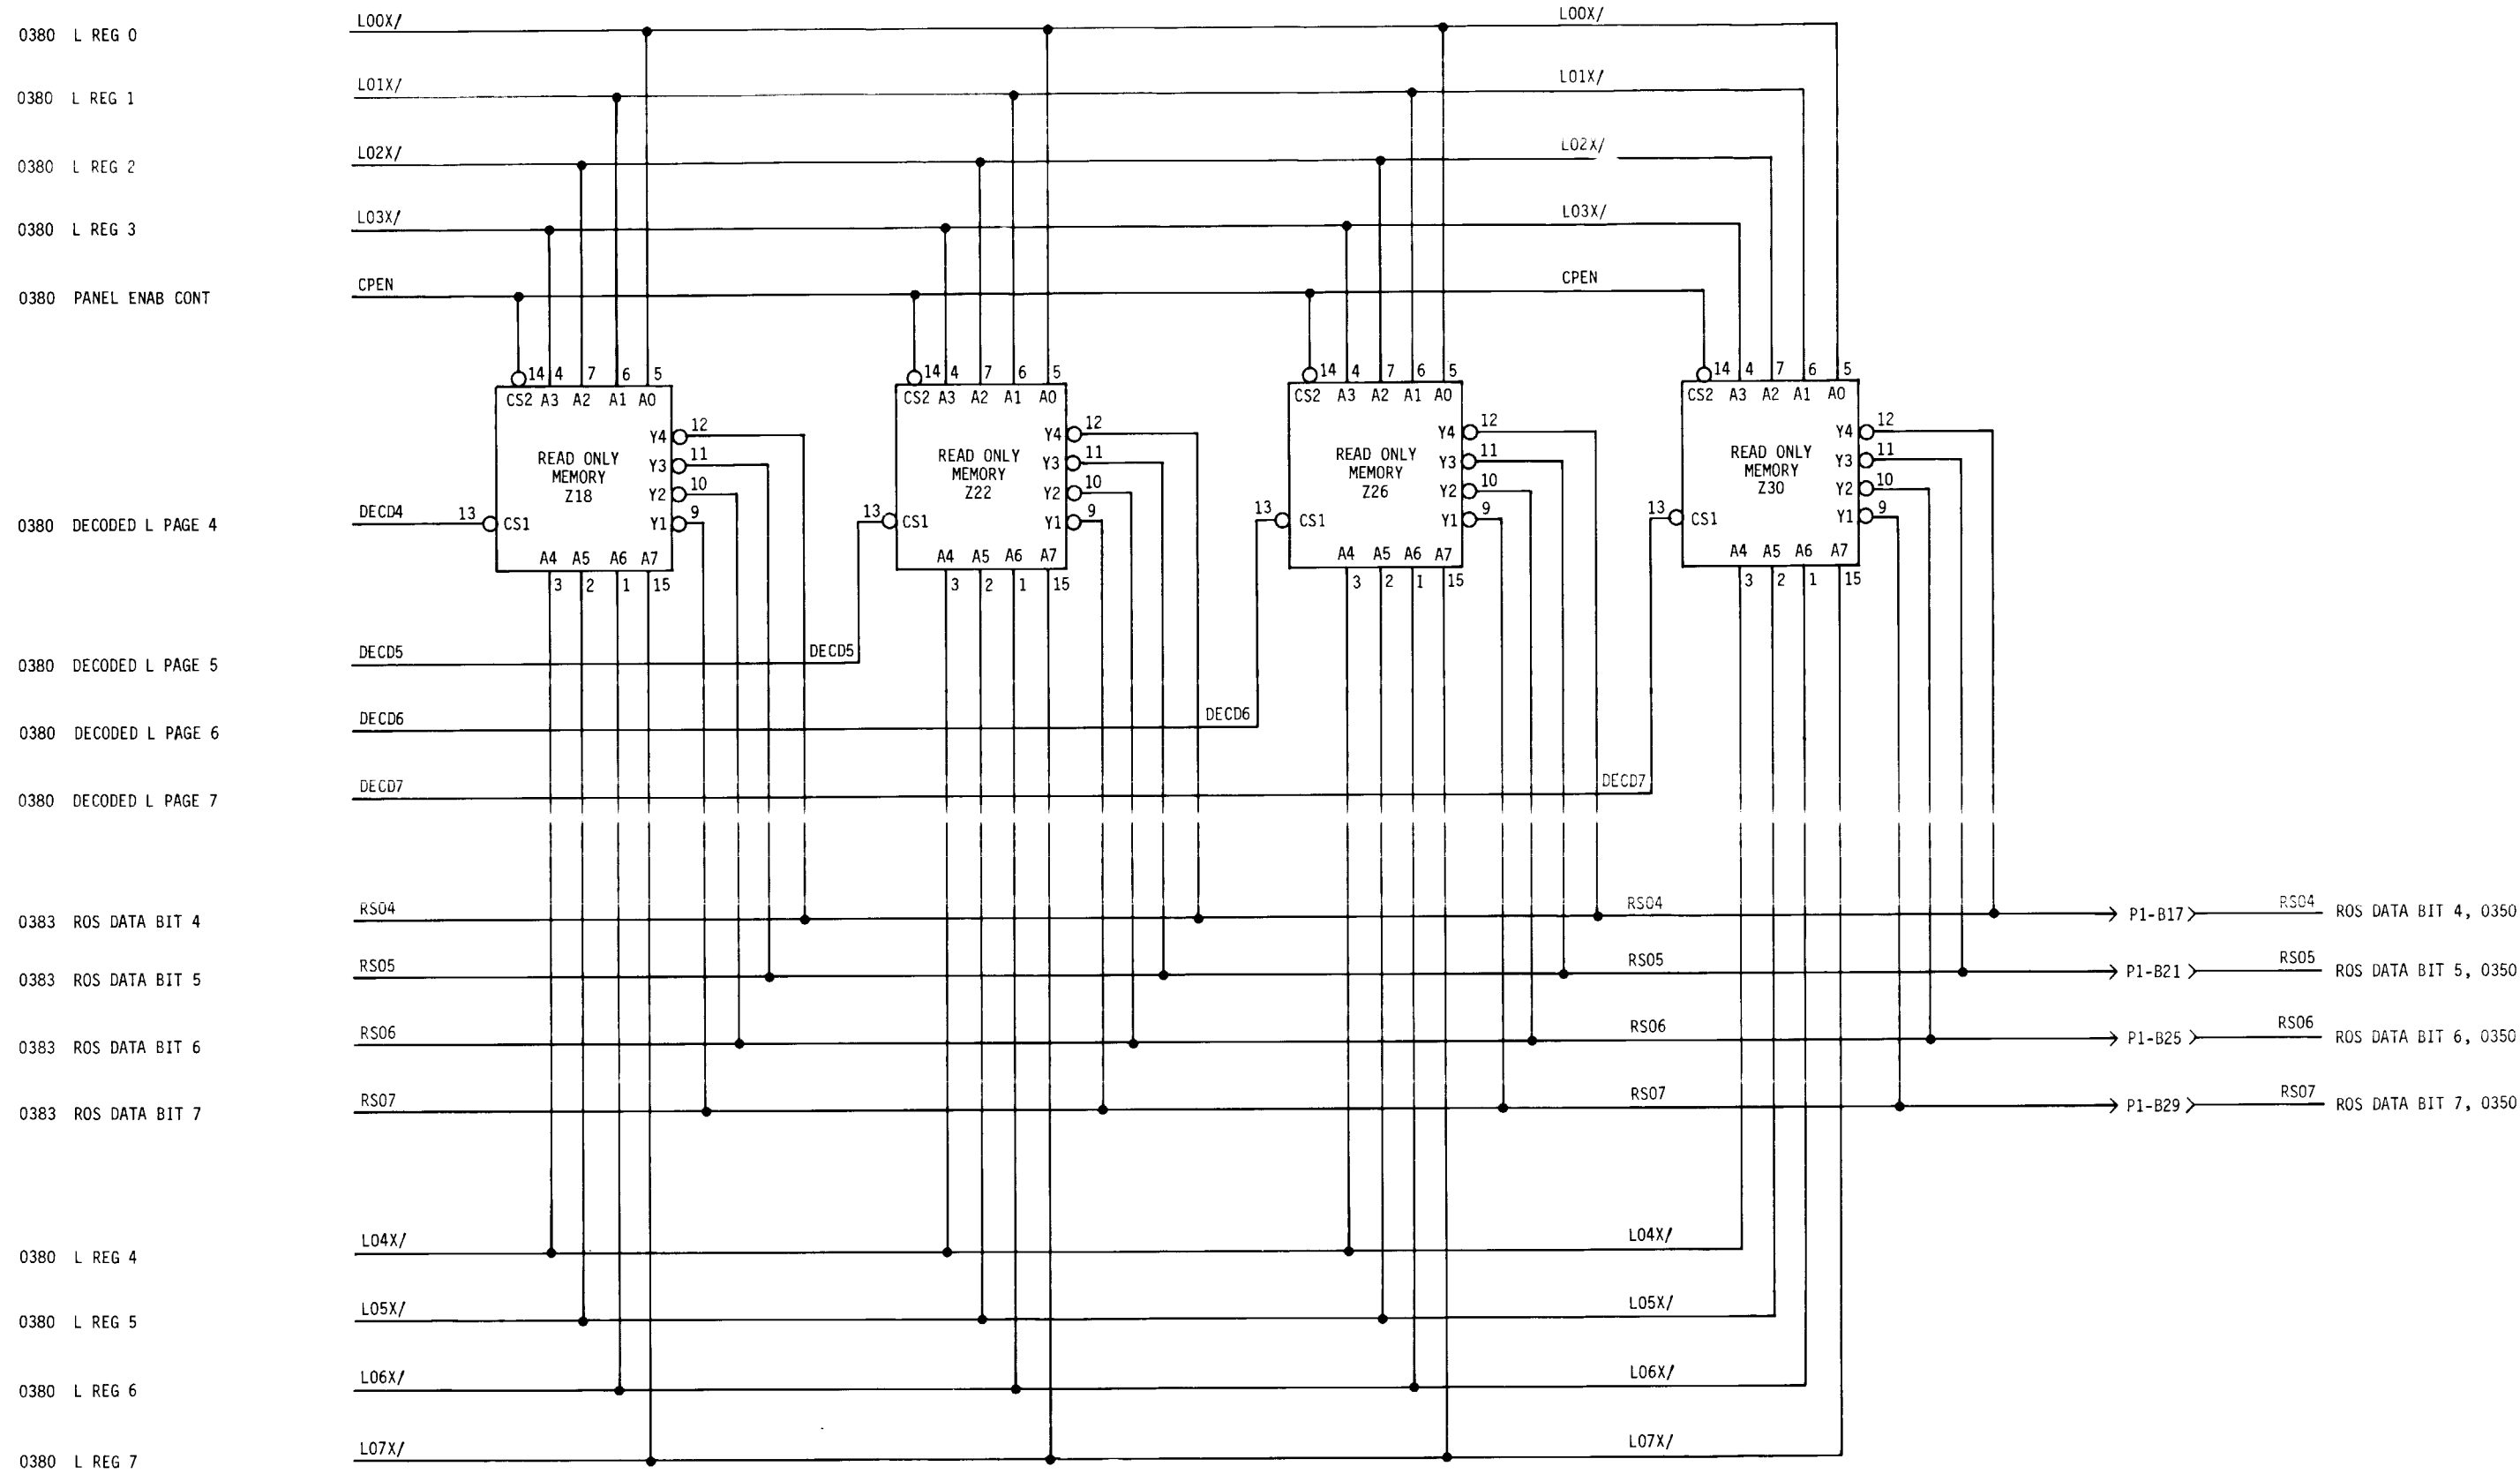 0380 L REG 0 L00X/ L00X/
0380 L REG 1 L01X/ L01X/
0380 L REG 2 L02X/ L02X/
0380 L REG 3 L03X/ L03X/
0380 PANEL ENAB CONT CPEN CPEN
14 4 7 6 5 14 4 7 6 5 14 4 7 6 5 14 4 7 6 5
CS2 A3 A2 A1 A0 CS2 A3 A2 A1 A0 CS2 A3 A2 A1 A0 CS2 A3 A2 A1 A0
Y4 12 Y4 12 Y4 12 Y4 12
READ ONLY READ ONLY READ ONLY READ ONLY
Y3 11 Y3 11 Y3 11 Y3 11
MEMORY MEMORY MEMORY MEMORY
Z18 Y2 10 Z22 Y2 10 Z26 Y2 10 Z30 Y2 10
0380 DECODED L PAGE 4 DECD4 13 CS1 Y1 9 13 CS1 Y1 9 13 CS1 Y1 9 13 CS1 Y1 9
A4 A5 A6 A7 A4 A5 A6 A7 A4 A5 A6 A7 A4 A5 A6 A7
3 2 1 15 3 2 1 15 3 2 1 15 3 2 1 15
0380 DECODED L PAGE 5 DECD5 DECD5
0380 DECODED L PAGE 6 DECD6 DECD6
0380 DECODED L PAGE 7 DECD7 DECD7
0383 ROS DATA BIT 4 RS04 RS04 P1-B17 RS04 ROS DATA BIT 4, 0350
0383 ROS DATA BIT 5 RS05 RS05 P1-B21 RS05 ROS DATA BIT 5, 0350
0383 ROS DATA BIT 6 RS06 RS06 P1-B25 RS06 ROS DATA BIT 6, 0350
0383 ROS DATA BIT 7 RS07 RS07 P1-B29 RS07 ROS DATA BIT 7, 0350
0380 L REG 4 L04X/ L04X/
0380 L REG 5 L05X/ L05X/
0380 L REG 6 L06X/ L06X/
0380 L REG 7 L07X/ L07X/